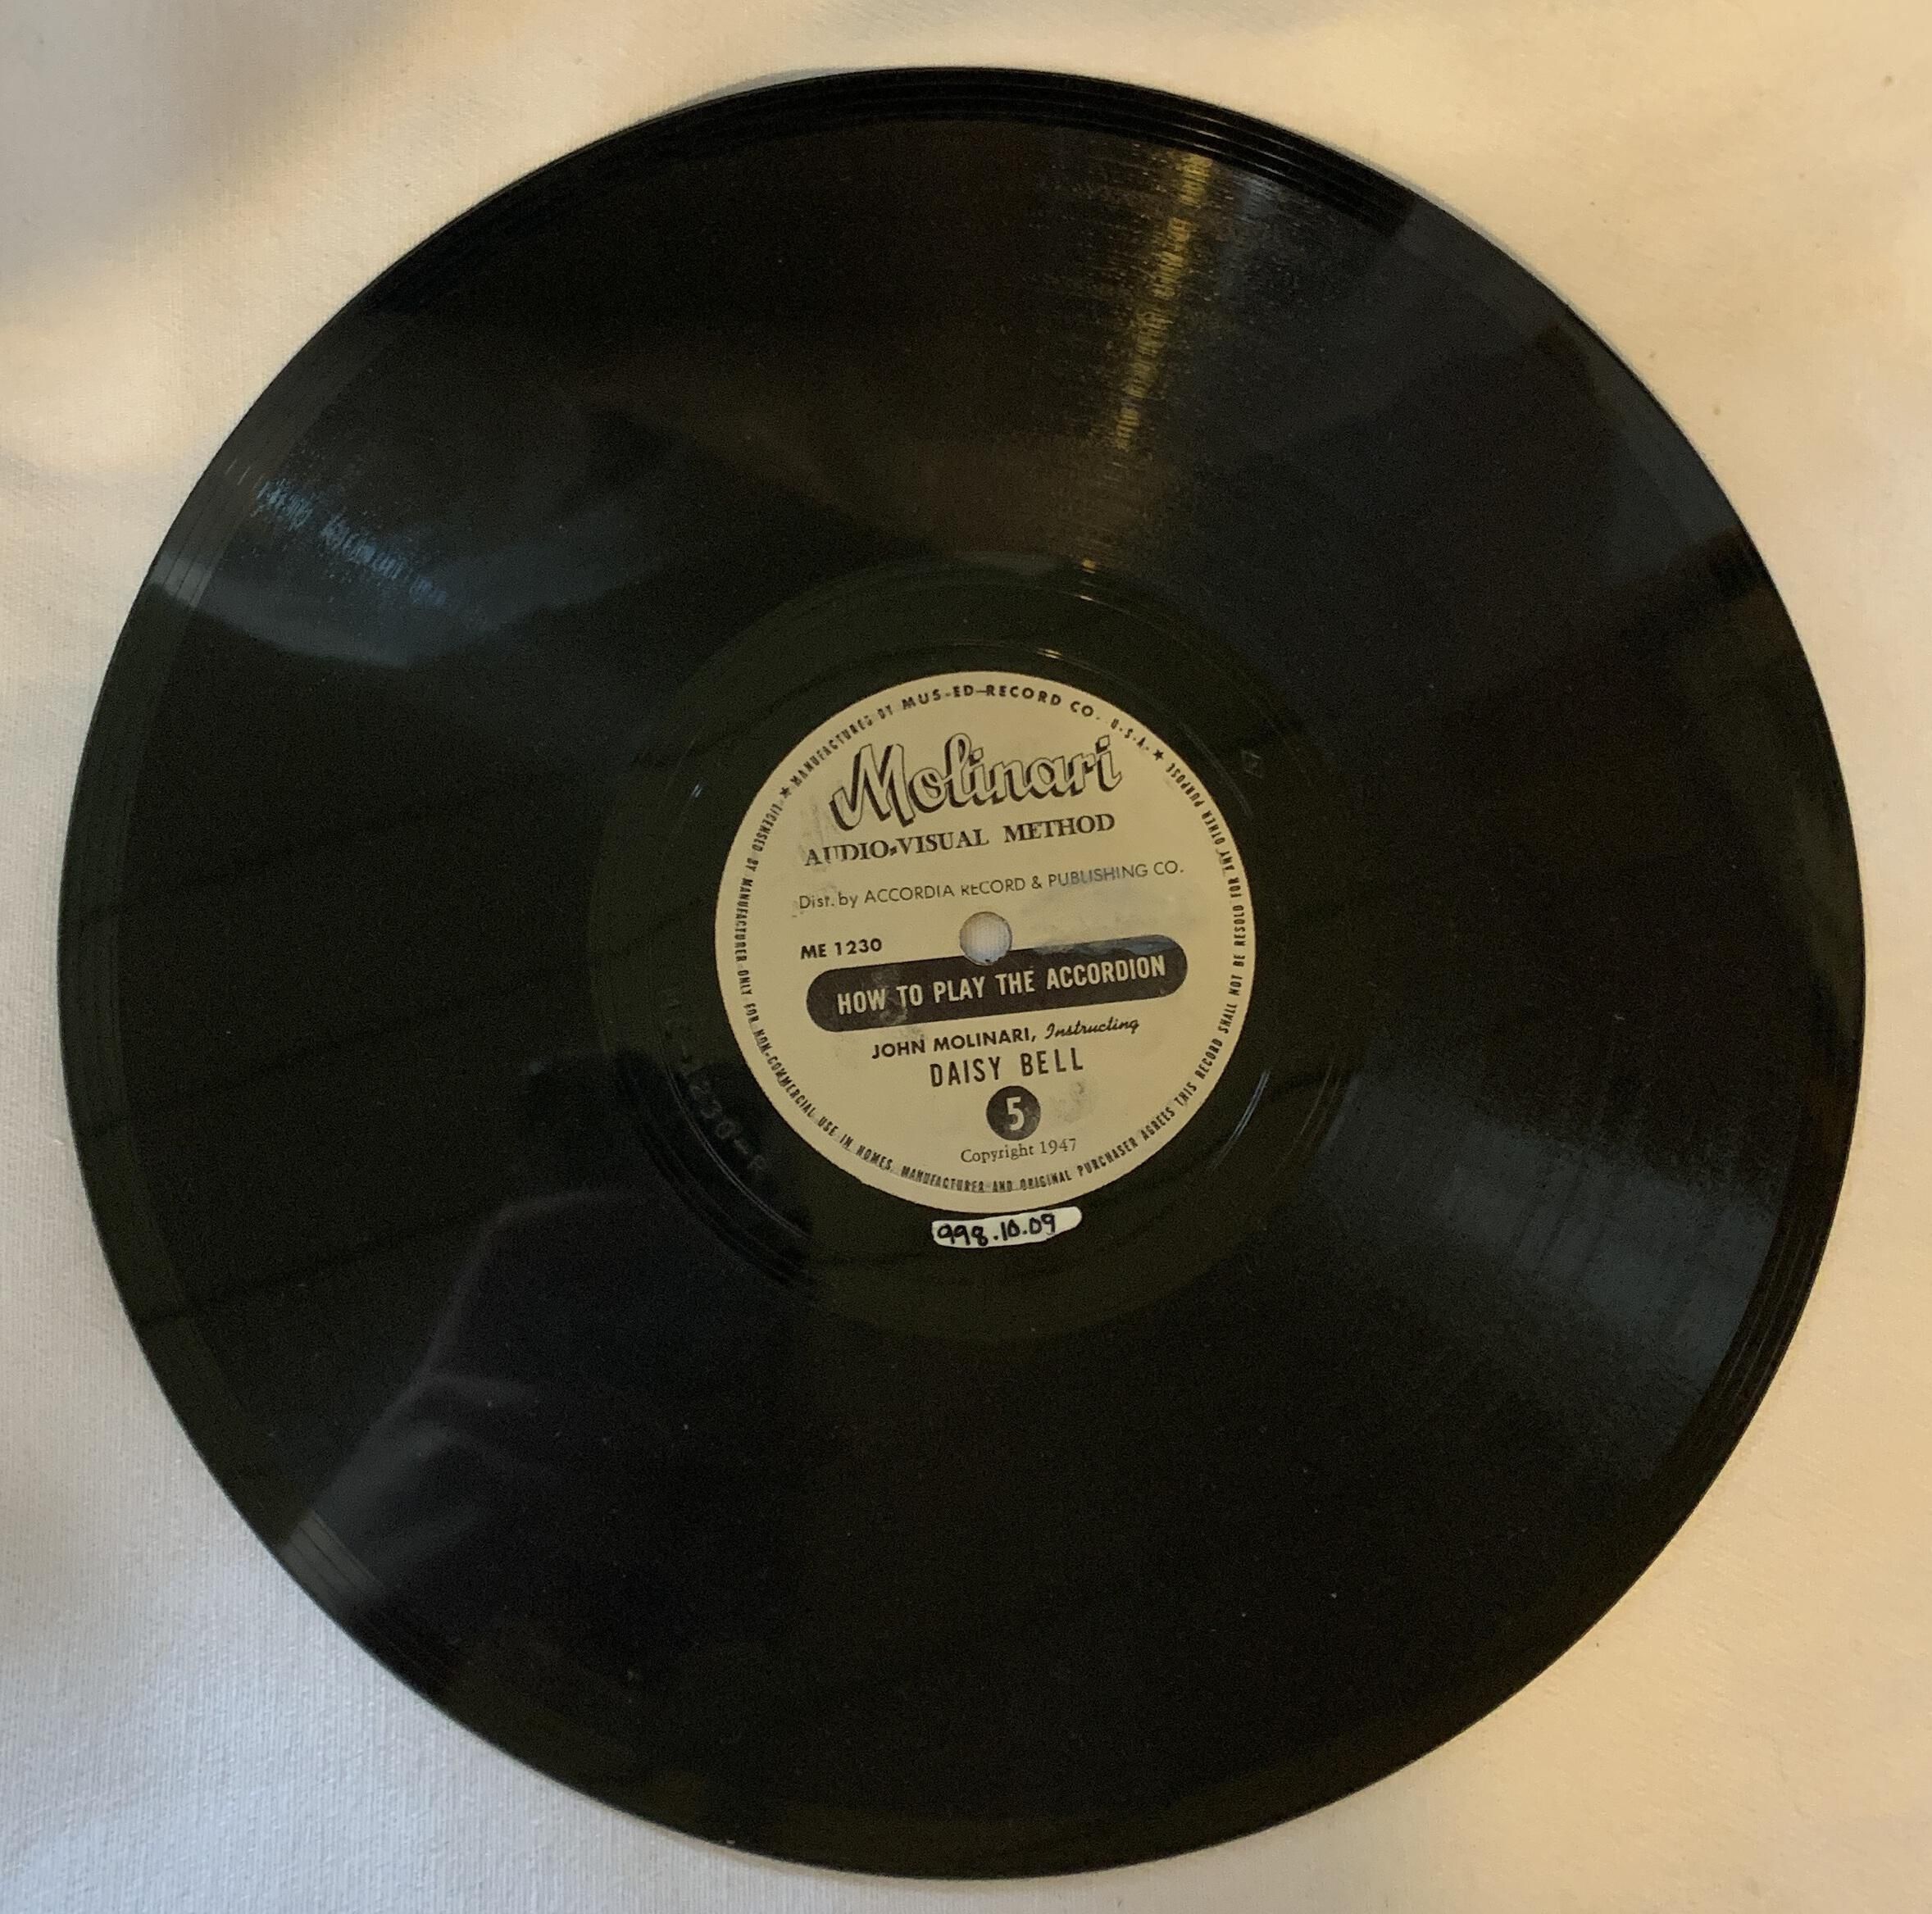 ★ MANUFACTURED BY MUS-ED-RECORD CO. U.S.A. ★
Molinari
AUDIO-VISUAL METHOD
Dist. by ACCORDIA RECORD & PUBLISHING CO.
ME 1230
HOW TO PLAY THE ACCORDION
JOHN MOLINARI, Instructing
DAISY BELL
5
Copyright 1947
LICENSED BY MANUFACTURER ONLY FOR NON-COMMERCIAL USE IN HOMES. MANUFACTURER AND ORIGINAL PURCHASER AGREES THIS RECORD SHALL NOT BE RESOLD FOR ANY OTHER PURPOSE
998.10.09